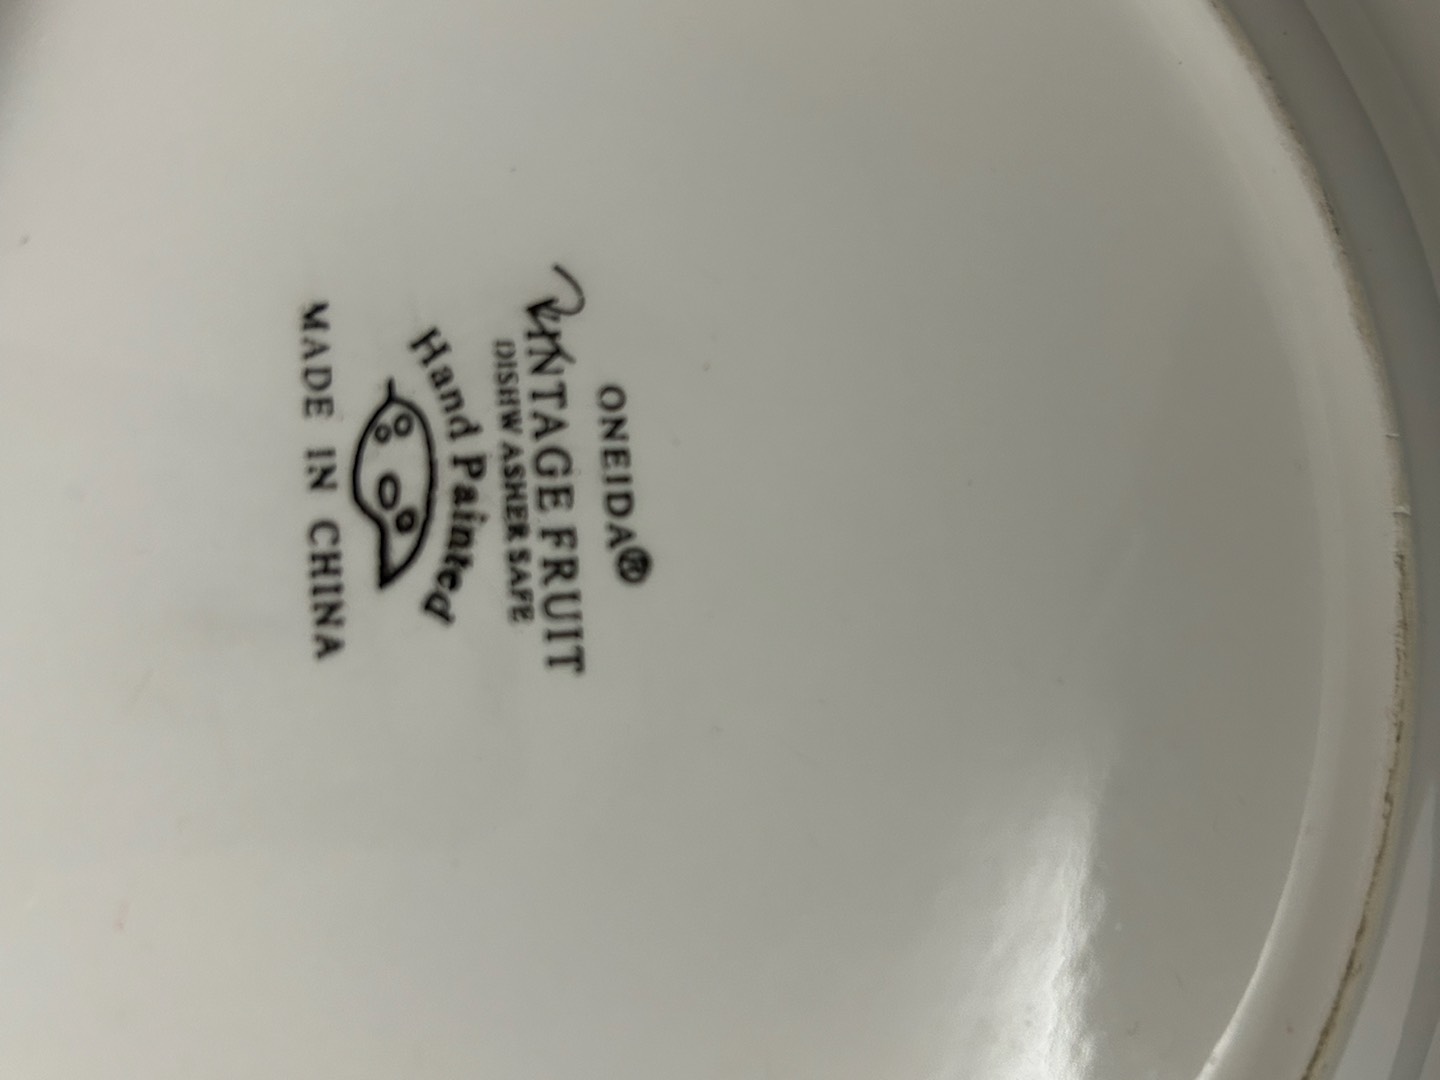 ONEIDA®
VINTAGE FRUIT
DISHWASHER SAFE
Hand Painted
MADE IN CHINA